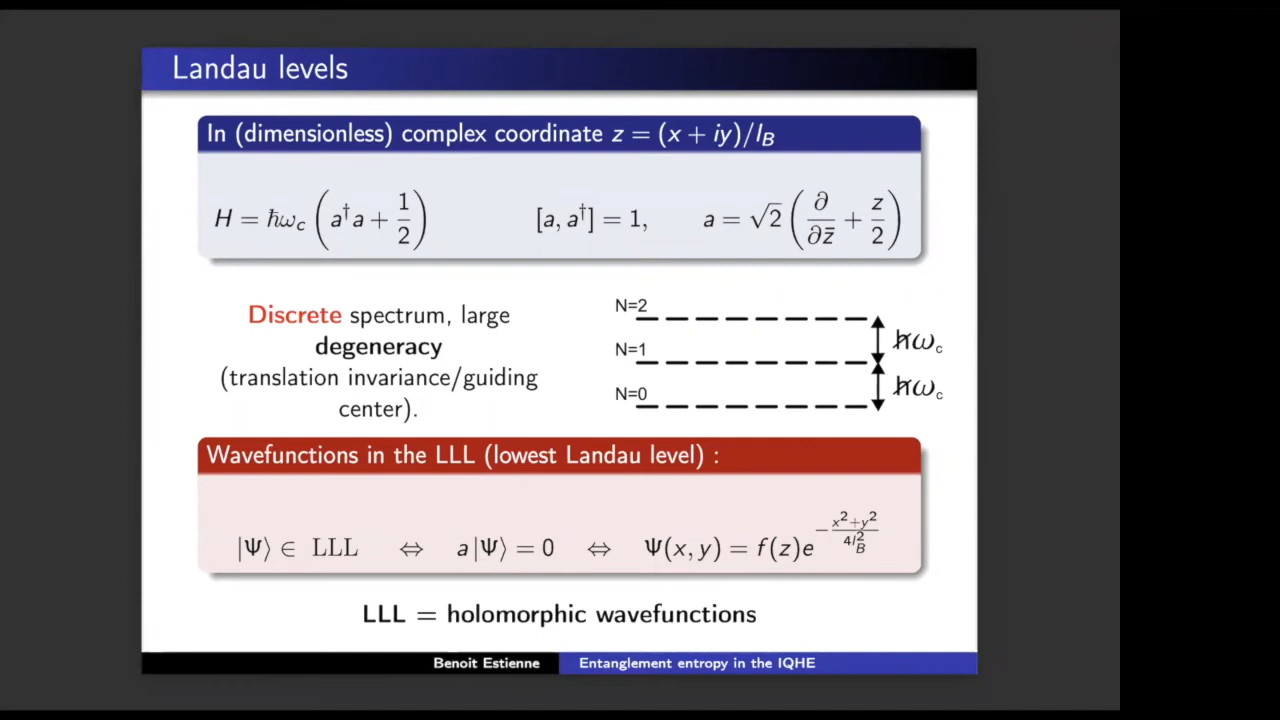 Landau levels
In (dimensionless) complex coordinate z = (x + iy)/l_B
H = ħω_c (a†a + 1/2) [a, a†] = 1, a = √2 (∂/∂z̄ + z/2)
Discrete spectrum, large
degeneracy
(translation invariance/guiding
center).
N=2
N=1
N=0
ħω_c
ħω_c
Wavefunctions in the LLL (lowest Landau level) :
|Ψ⟩ ∈ LLL ⇔ a|Ψ⟩ = 0 ⇔ Ψ(x, y) = f(z)e^{−(x²+y²)/(4l_B²)}
LLL = holomorphic wavefunctions
Benoit Estienne Entanglement entropy in the IQHE